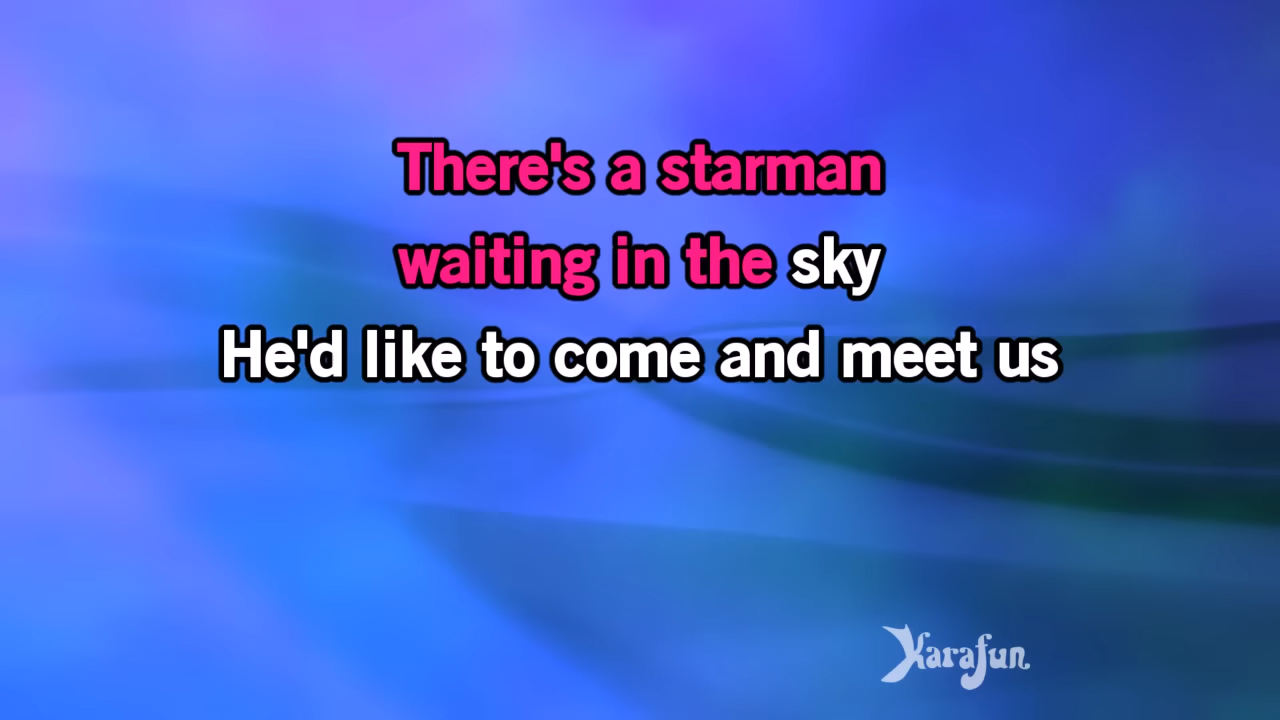 There's a starman
waiting in the sky
He'd like to come and meet us
Karafun